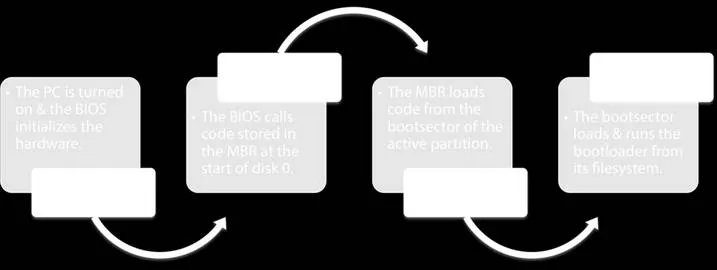 • The PC is turned
on & the BIOS
initializes the
hardware.
• The BIOS calls
code stored in
the MBR at the
start of disk 0.
• The MBR loads
code from the
bootsector of the
active partition.
• The bootsector
loads & runs the
bootloader from
its filesystem.